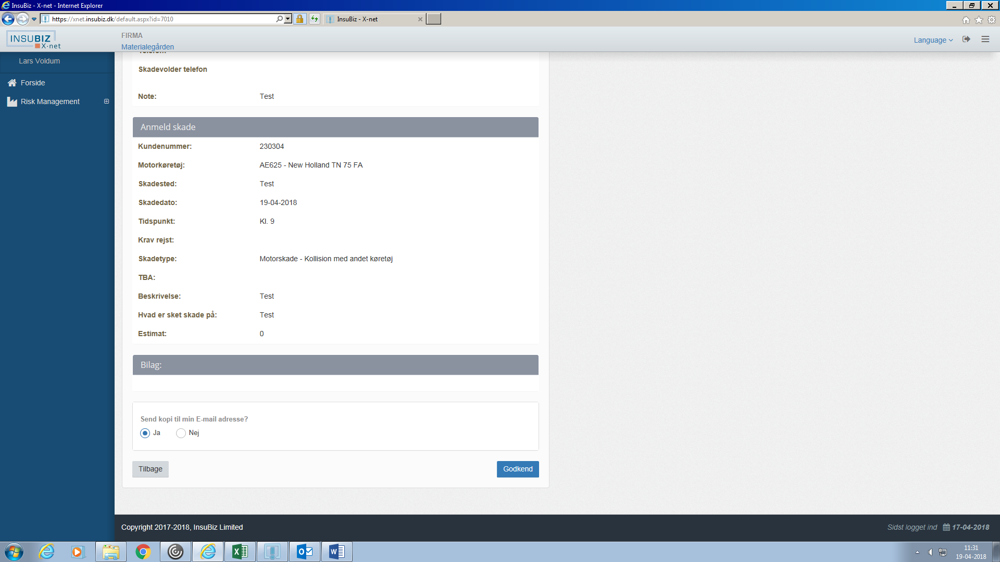 InsuBiz - X-net - Internet Explorer
https://xnet.insubiz.dk/default.aspx?id=7010
InsuBiz - X-net
INSUBIZ
X·net
FIRMA
Materialegården
Language
Lars Voldum
Forside
Risk Management
Skadevolder telefon
Note: Test
Anmeld skade
Kundenummer: 230304
Motorkøretøj: AE625 - New Holland TN 75 FA
Skadested: Test
Skadedato: 19-04-2018
Tidspunkt: Kl. 9
Krav rejst:
Skadetype: Motorskade - Kollision med andet køretøj
TBA:
Beskrivelse: Test
Hvad er sket skade på: Test
Estimat: 0
Bilag:
Send kopi til min E-mail adresse?
Ja Nej
Tilbage Godkend
Copyright 2017-2018, InsuBiz Limited
Sidst logget ind 17-04-2018
11:31
19-04-2018